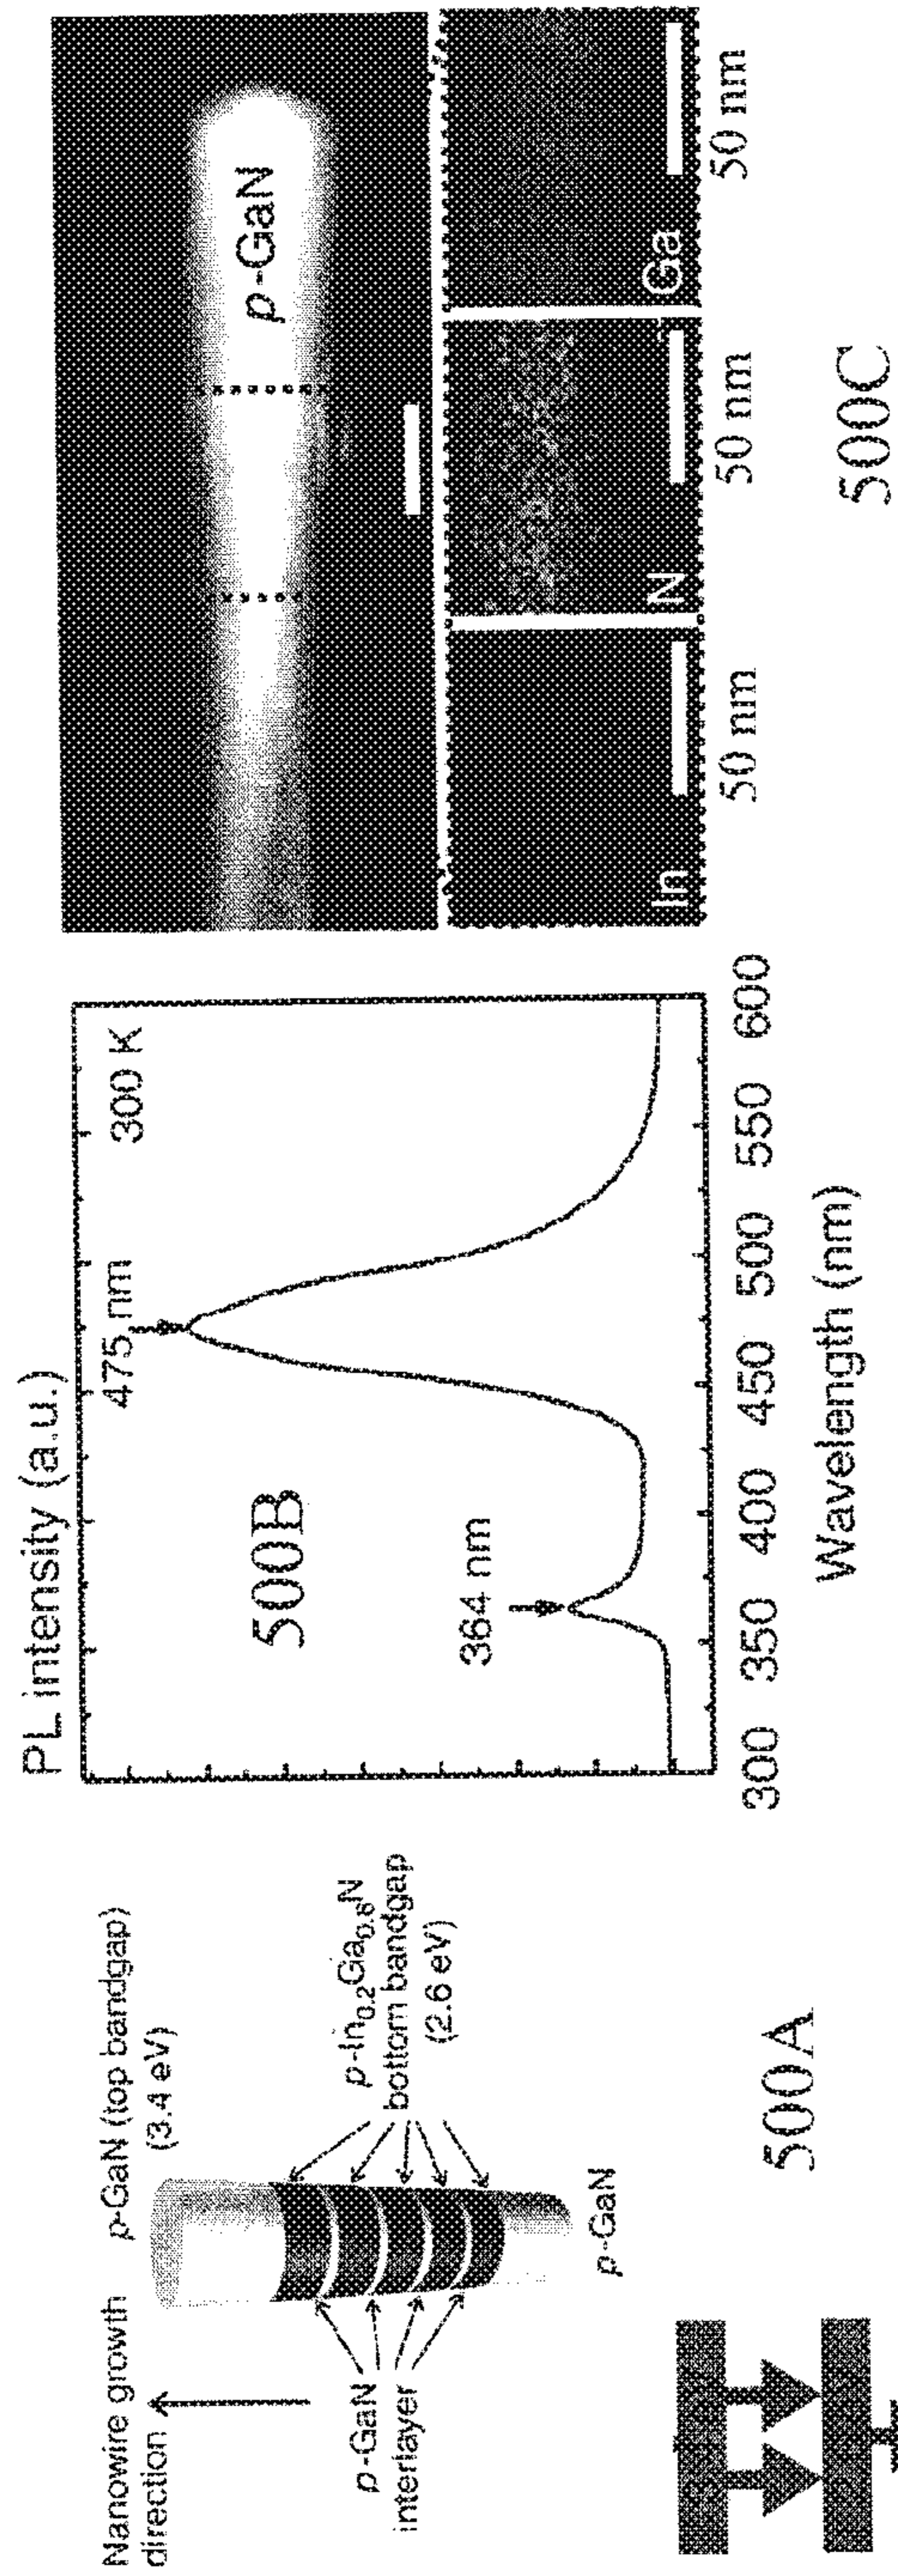 Nanowire growth
direction
p-GaN (top bandgap)
(3.4 eV)
p-GaN
interlayer
p-In0.2Ga0.8N
bottom bandgap
(2.6 eV)
p-GaN
500A
PL intensity (a.u.)
475 nm
300 K
500B
364 nm
300 350 400 450 500 550 600
Wavelength (nm)
p-GaN
In
N
Ga
50 nm
50 nm
50 nm
500C